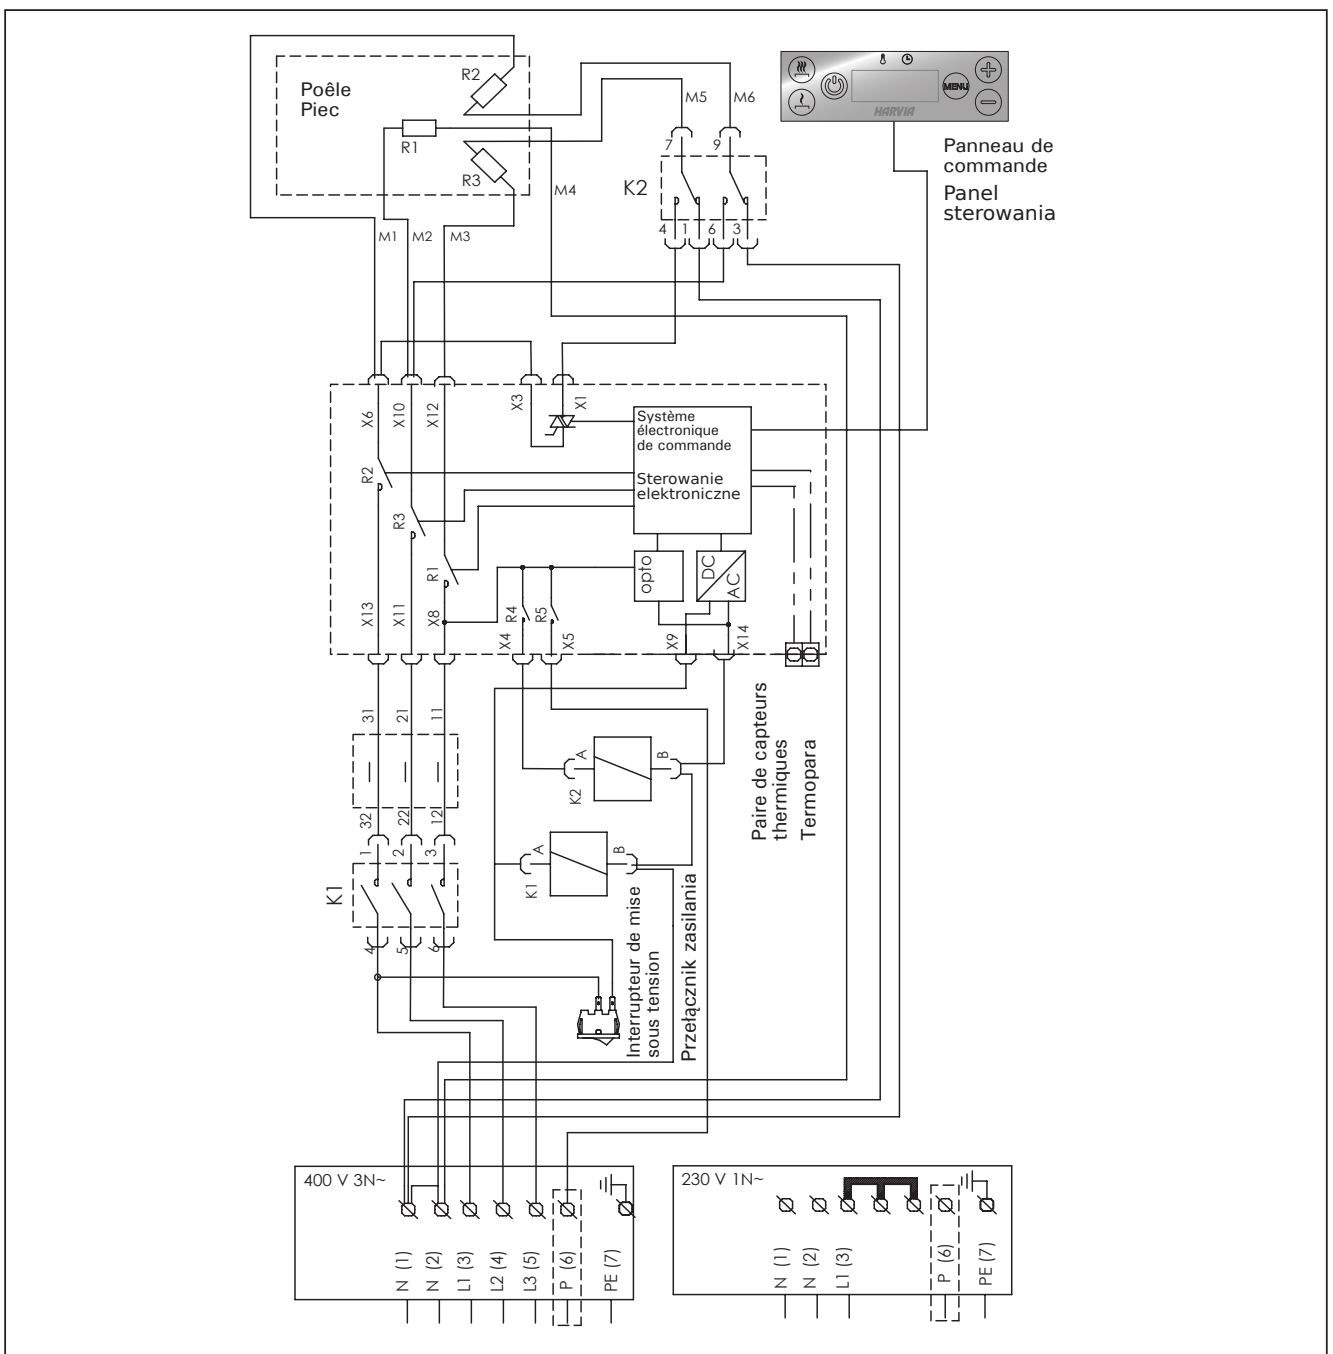 Poêle
Piec
R2
R1
R3
M5
M6
M4
M1
M2
M3
7
9
K2
4
1
6
3
MENU
HARVIA
Panneau de
commande
Panel
sterowania
X6
X10
X12
X3
X1
Système
électronique
de commande
Sterowanie
elektroniczne
R2
R3
R1
opto
DC
AC
R4
R5
X13
X11
X8
X4
X5
X9
X14
31
21
11
Paire de capteurs
thermiques
Termopara
A
B
K2
32
22
12
1
2
3
A
B
K1
K1
4
5
6
Interrupteur de mise
sous tension
Przełącznik zasilania
400 V 3N~
N (1)
N (2)
L1 (3)
L2 (4)
L3 (5)
P (6)
PE (7)
230 V 1N~
N (1)
N (2)
L1 (3)
P (6)
PE (7)